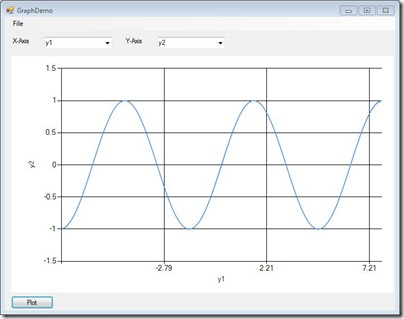 GraphDemo
File
X-Axis y1 Y-Axis y2
1.5
1
0.5
0
-0.5
-1
-1.5
y2
-2.79 2.21 7.21
y1
Plot